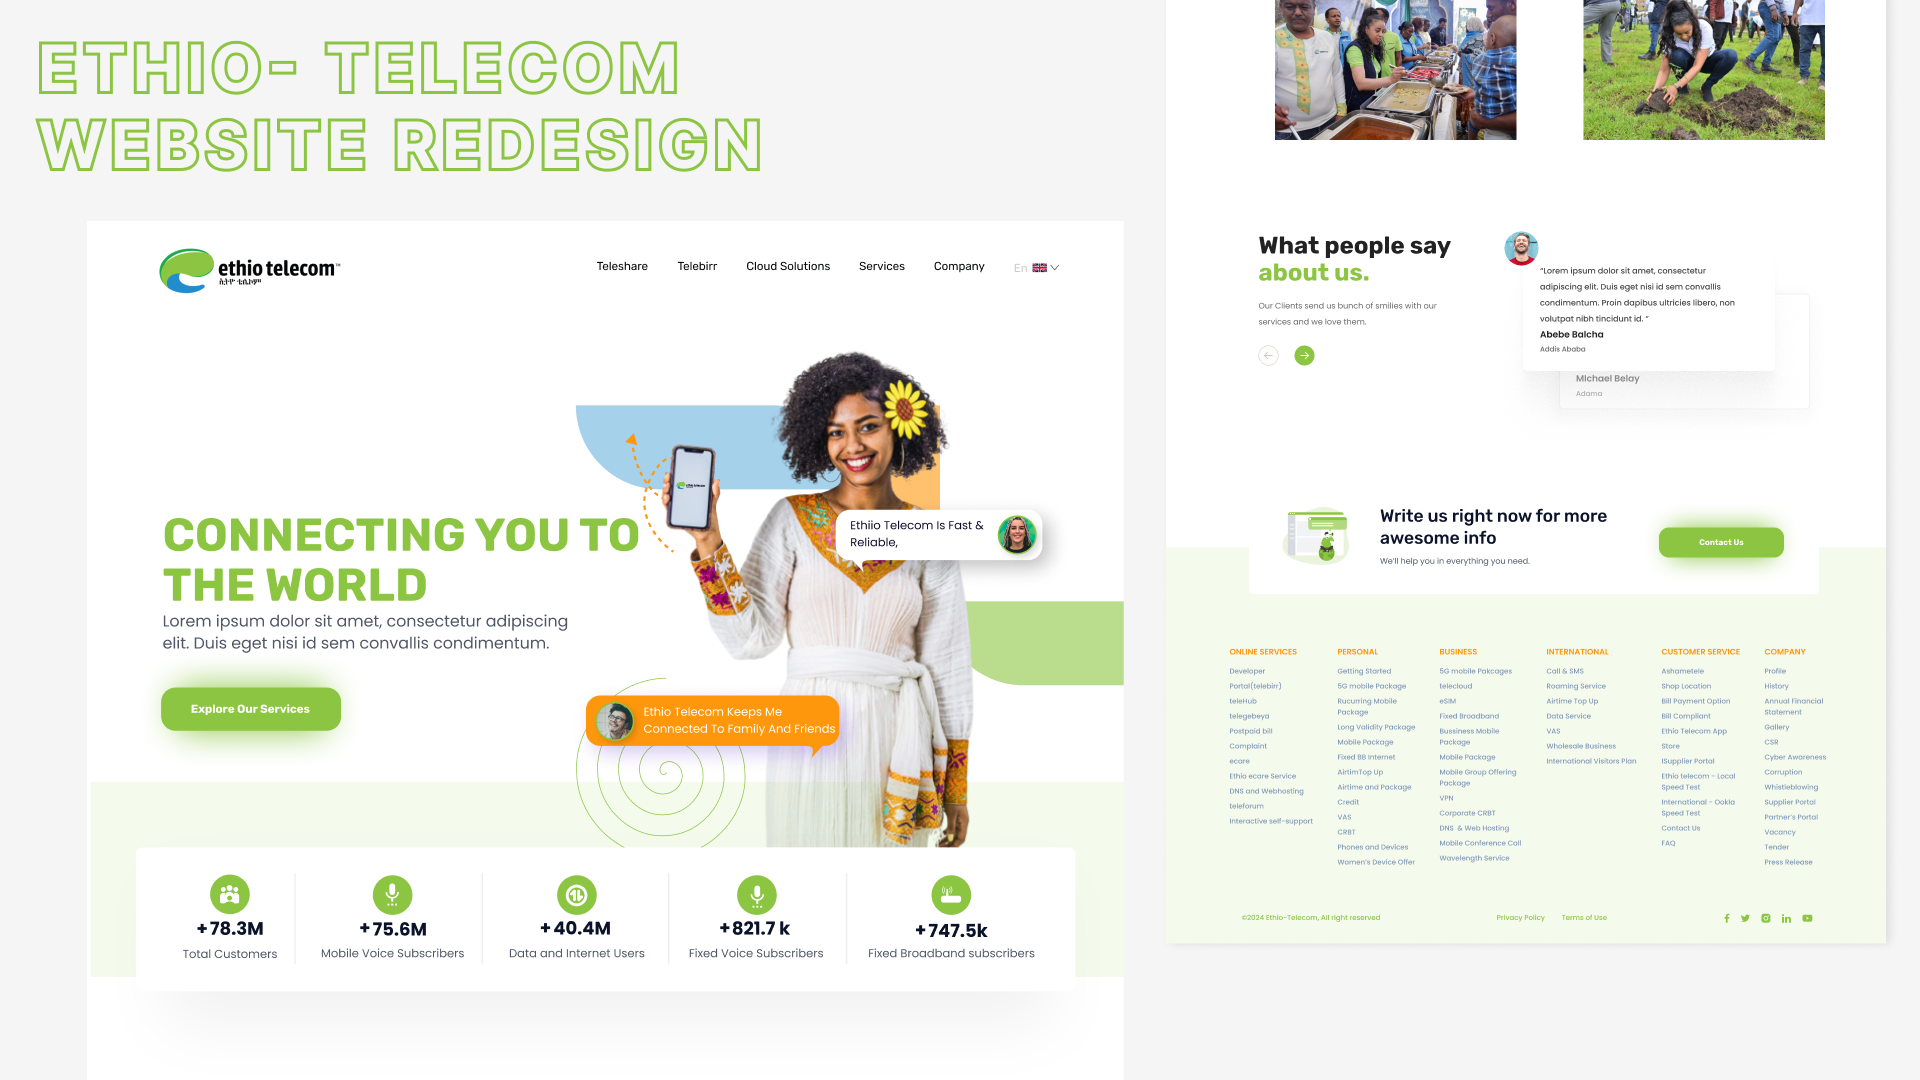 ETHIO- TELECOM
WEBSITE REDESIGN
ethio telecom™
ኢትዮ ቴሌኮም
Teleshare
Telebirr
Cloud Solutions
Services
Company
En
CONNECTING YOU TO
THE WORLD
Lorem ipsum dolor sit amet, consectetur adipiscing
elit. Duis eget nisi id sem convallis condimentum.
Explore Our Services
ethio telecom
Ethiio Telecom Is Fast &
Reliable,
Ethio Telecom Keeps Me
Connected To Family And Friends
+78.3M
Total Customers
+75.6M
Mobile Voice Subscribers
+40.4M
Data and Internet Users
+821.7 k
Fixed Voice Subscribers
+747.5k
Fixed Broadband subscribers
What people say
about us.
Our Clients send us bunch of smilies with our
services and we love them.
"Lorem ipsum dolor sit amet, consectetur
adipiscing elit. Duis eget nisi id sem convallis
condimentum. Proin dapibus ultricies libero, non
volutpat nibh tincidunt id. "
Abebe Balcha
Addis Ababa
Michael Belay
Adama
Write us right now for more
awesome info
We'll help you in everything you need.
Contact Us
ONLINE SERVICES
Developer
Portal(telebirr)
teleHub
telegebeya
Postpaid bill
Complaint
ecare
Ethio ecare Service
DNS and Webhosting
teleforum
Interactive self-support
PERSONAL
Getting Started
5G mobile Package
Rucurring Mobile
Package
Long Validity Package
Mobile Package
Fixed BB Internet
AirtimTop Up
Airtime and Package
Credit
VAS
CRBT
Phones and Devices
Women's Device Offer
BUSINESS
5G mobile Pakcages
telecloud
eSIM
Fixed Broadband
Bussiness Mobile
Package
Mobile Package
Mobile Group Offering
Package
VPN
Corporate CRBT
DNS & Web Hosting
Mobile Conference Call
Wavelength Service
INTERNATIONAL
Call & SMS
Roaming Service
Airtime Top Up
Data Service
VAS
Wholesale Business
International Visitors Plan
CUSTOMER SERVICE
Ashametele
Shop Location
Bill Payment Option
Bill Compliant
Ethio Telecom App
Store
iSupplier Portal
Ethio telecom - Local
Speed Test
International - Ookla
Speed Test
Contact Us
FAQ
COMPANY
Profile
History
Annual Financial
Statement
Gallery
CSR
Cyber Awareness
Corruption
Whistleblowing
Supplier Portal
Partner's Portal
Vacancy
Tender
Press Release
©2024 Ethio-Telecom, All right reserved
Privacy Policy
Terms of Use